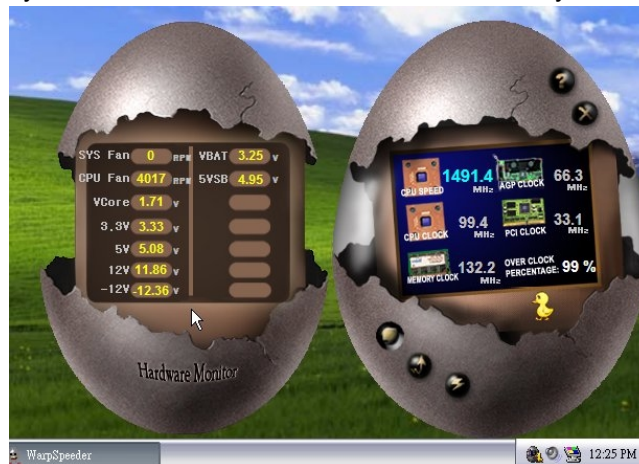 SYS Fan 0 RPM VBAT 3.25 V
CPU Fan 4017 RPM 5VSB 4.95 V
VCore 1.71 V
3.3V 3.33 V
5V 5.08 V
12V 11.86 V
-12V -12.36 V
Hardware Monitor
CPU SPEED 1491.4 MHz AGP CLOCK 66.3 MHz
CPU CLOCK 99.4 MHz PCI CLOCK 33.1 MHz
MEMORY CLOCK 132.2 MHz OVER CLOCK PERCENTAGE: 99 %
WarpSpeeder
12:25 PM